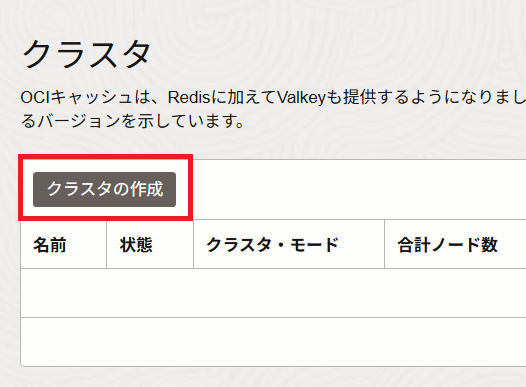 クラスタ
OCIキャッシュは、Redisに加えてValkeyも提供するようになりまし
るバージョンを示しています。
クラスタの作成
名前 状態 クラスタ・モード 合計ノード数